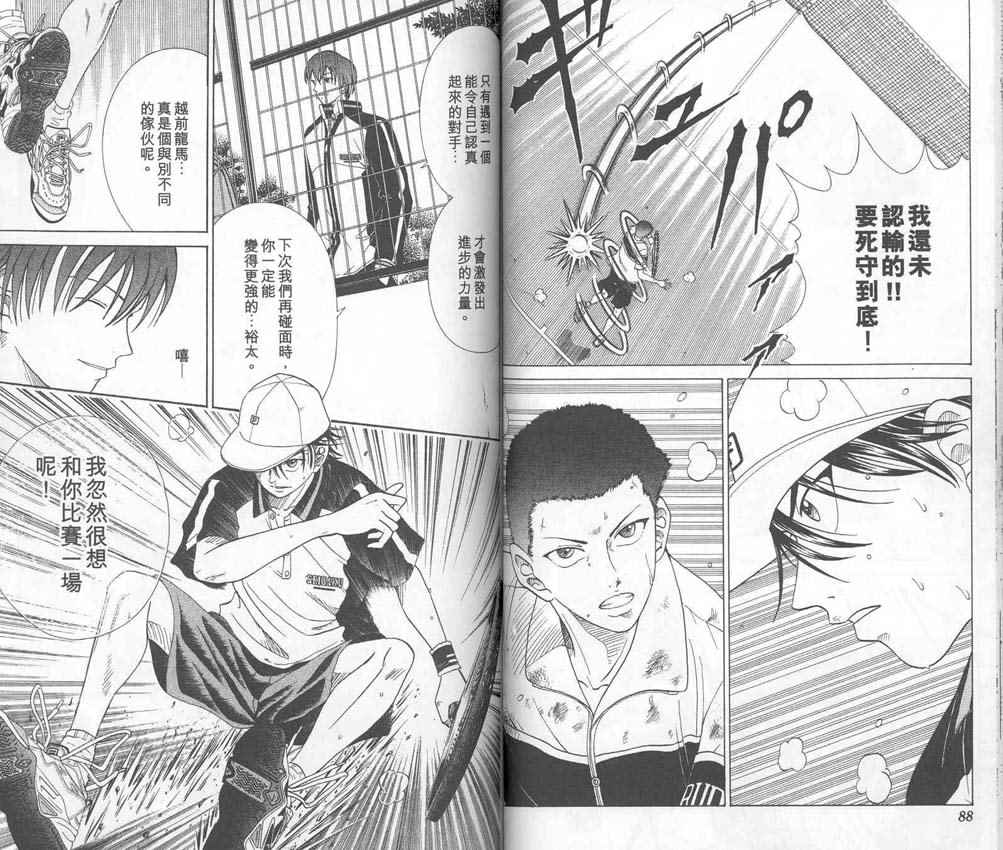 ギュパ
我還未
認輸的!!
要死守到底！
88
只有遇到一個
能令自己認真
起來的對手…
才會激發出
進步的力量。
下次我們再碰面時，
你一定能
變得更強的…裕太。
越前龍馬…
真是個與別不同
的傢伙呢。
嘻—
我忽然很想
和你比賽一場
呢！
SEIGAKU